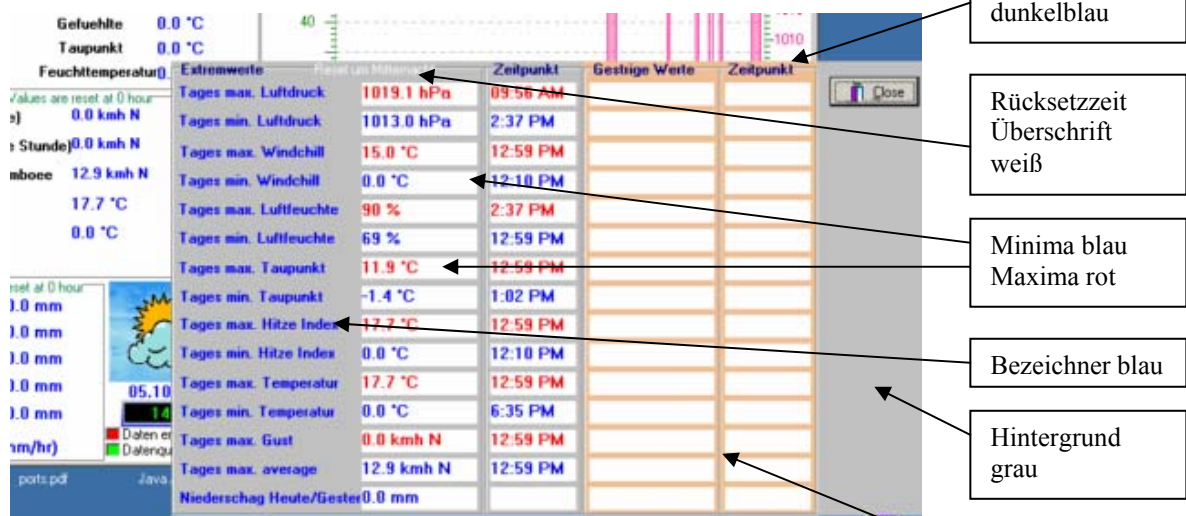 Gefuehlte 0.0 °C
Taupunkt 0.0 °C
Feuchttemperatur 0.
Values are reset at 0 hour
e) 0.0 kmh N
e Stunde) 0.0 kmh N
mboee 12.9 kmh N
17.7 °C
0.0 °C
reset at 0 hour
0.0 mm
0.0 mm
0.0 mm
0.0 mm
0.0 mm
mm/hr)
05.10
14
Daten er
Datenqu
ports.pdf Java
40
1010
Extremwerte Reset um Mitternacht Zeitpunkt Gestrige Werte Zeitpunkt
Tages max. Luftdruck 1019.1 hPa 09:56 AM
Tages min. Luftdruck 1013.0 hPa 2:37 PM
Tages max. Windchill 15.0 °C 12:59 PM
Tages min. Windchill 0.0 °C 12:10 PM
Tages max. Luftfeuchte 90 % 2:37 PM
Tages min. Luftfeuchte 69 % 12:59 PM
Tages max. Taupunkt 11.9 °C 12:59 PM
Tages min. Taupunkt -1.4 °C 1:02 PM
Tages max. Hitze Index 17.7 °C 12:59 PM
Tages min. Hitze Index 0.0 °C 12:10 PM
Tages max. Temperatur 17.7 °C 12:59 PM
Tages min. Temperatur 0.0 °C 6:35 PM
Tages max. Gust 0.0 kmh N 12:59 PM
Tages max. average 12.9 kmh N 12:59 PM
Niederschag Heute/Gester 0.0 mm
Close
dunkelblau
Rücksetzzeit
Überschrift
weiß
Minima blau
Maxima rot
Bezeichner blau
Hintergrund
grau